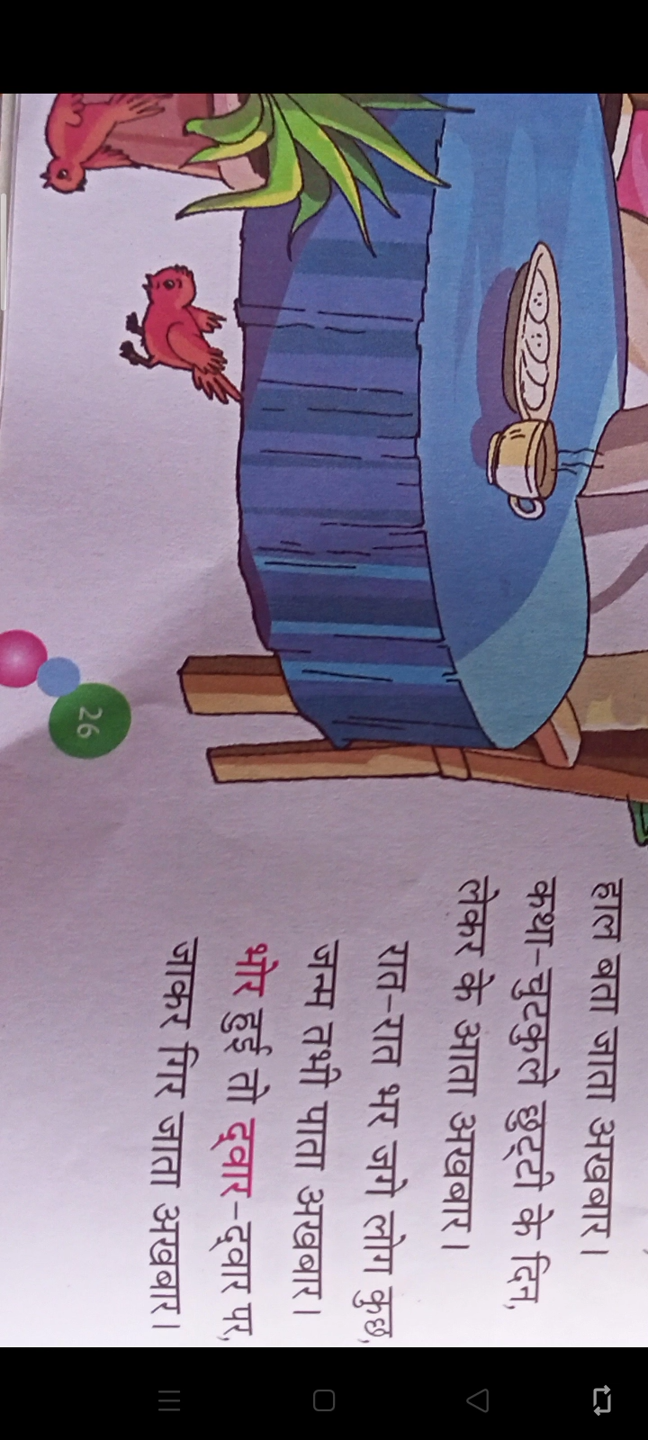 हाल बता जाता अखबार।
कथा-चुटकुले छुट्टी के दिन,
लेकर के आता अखबार।
रात-रात भर जगे लोग कुछ,
जन्म तभी पाता अखबार।
भोर हुई तो द्वार-द्वार पर,
जाकर गिर जाता अखबार।
26